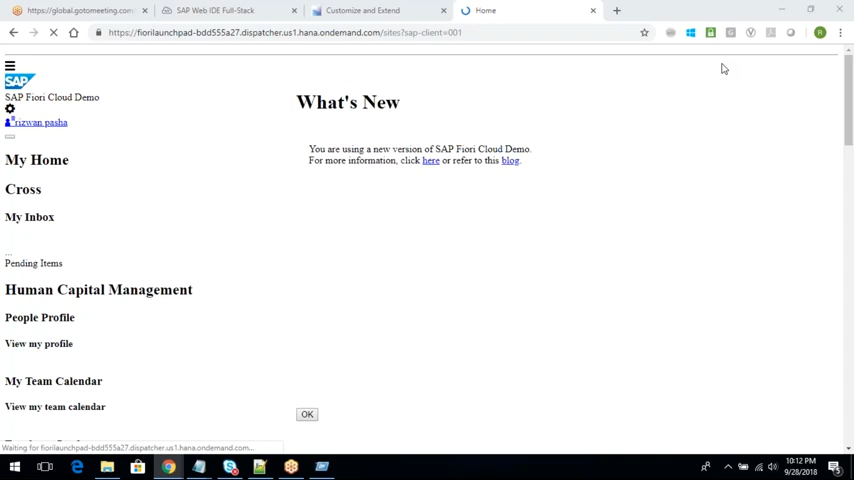 https://global.gotomeeting.com/
SAP Web IDE Full-Stack
Customize and Extend
Home
https://fiorilaunchpad-bdd555a27.dispatcher.us1.hana.ondemand.com/sites?sap-client=001
SAP
SAP Fiori Cloud Demo
rizwan pasha
What's New
You are using a new version of SAP Fiori Cloud Demo.
For more information, click here or refer to this blog.
My Home
Cross
My Inbox
...
Pending Items
Human Capital Management
People Profile
View my profile
My Team Calendar
View my team calendar
OK
Waiting for fiorilaunchpad-bdd555a27.dispatcher.us1.hana.ondemand.com...
10:12 PM
9/28/2018